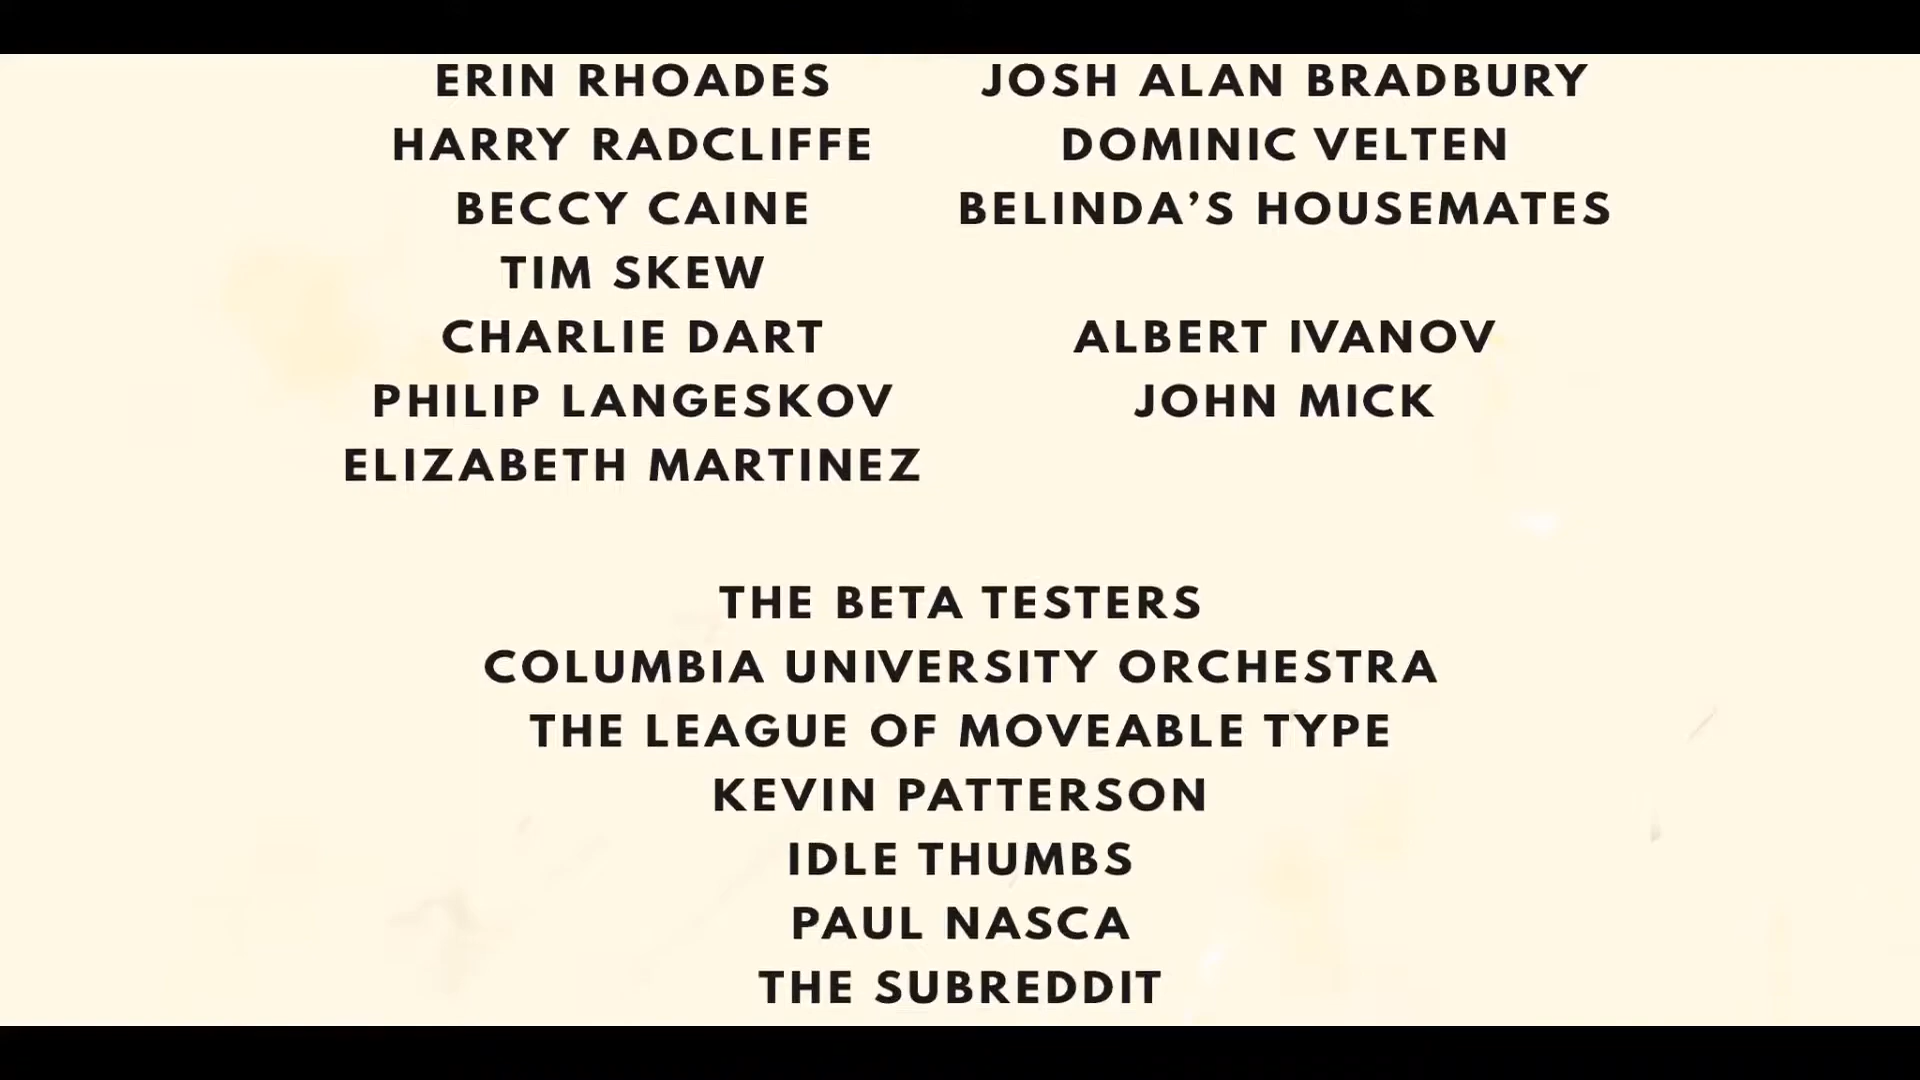 ERIN RHOADES
HARRY RADCLIFFE
BECCY CAINE
TIM SKEW
CHARLIE DART
PHILIP LANGESKOV
ELIZABETH MARTINEZ
JOSH ALAN BRADBURY
DOMINIC VELTEN
BELINDA’S HOUSEMATES
ALBERT IVANOV
JOHN MICK
THE BETA TESTERS
COLUMBIA UNIVERSITY ORCHESTRA
THE LEAGUE OF MOVEABLE TYPE
KEVIN PATTERSON
IDLE THUMBS
PAUL NASCA
THE SUBREDDIT